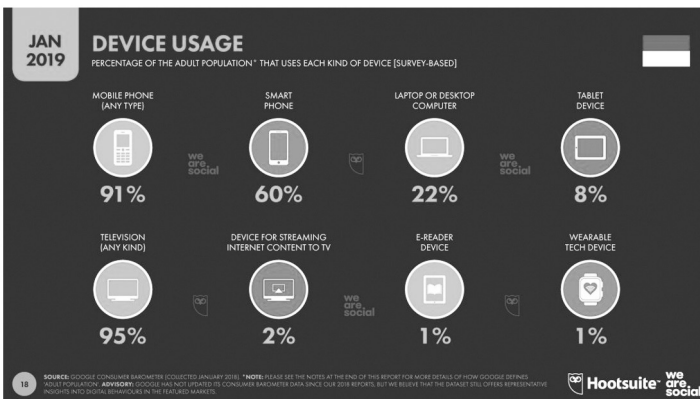 JAN
2019
DEVICE USAGE
PERCENTAGE OF THE ADULT POPULATION* THAT USES EACH KIND OF DEVICE [SURVEY-BASED]
MOBILE PHONE
(ANY TYPE)
SMART
PHONE
LAPTOP OR DESKTOP
COMPUTER
TABLET
DEVICE
we
are
social
we
are
social
91%
60%
22%
8%
TELEVISION
(ANY KIND)
DEVICE FOR STREAMING
INTERNET CONTENT TO TV
E-READER
DEVICE
WEARABLE
TECH DEVICE
we
are
social
95%
2%
1%
1%
18
SOURCE: GOOGLE CONSUMER BAROMETER (COLLECTED JANUARY 2018). *NOTE: PLEASE SEE THE NOTES AT THE END OF THIS REPORT FOR MORE DETAILS OF HOW GOOGLE DEFINES
'ADULT POPULATION'. ADVISORY: GOOGLE HAS NOT UPDATED ITS CONSUMER BAROMETER DATA SINCE OUR 2018 REPORTS, BUT WE BELIEVE THAT THE DATASET STILL OFFERS REPRESENTATIVE
INSIGHTS INTO DIGITAL BEHAVIOURS IN THE FEATURED MARKETS.
Hootsuite
we
are
social